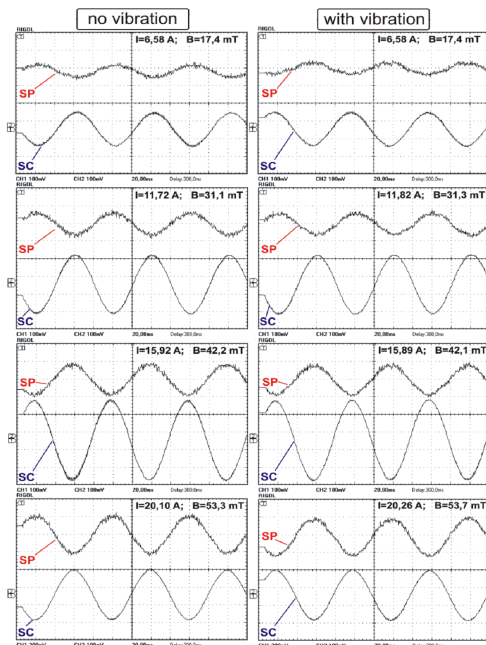 no vibration
with vibration
RIGOL
I=6,58 A; B=17,4 mT
SP
SC
CH1 100mV CH2 100mV 20,00ms Delay:300,0ms
RIGOL
I=6,58 A; B=17,4 mT
SP
SC
CH1 100mV CH2 100mV 20,00ms Delay:300,0ms
RIGOL
I=11,72 A; B=31,1 mT
SP
SC
CH1 100mV CH2 100mV 20,00ms Delay:300,0ms
RIGOL
I=11,82 A; B=31,3 mT
SP
SC
CH1 100mV CH2 100mV 20,00ms Delay:300,0ms
RIGOL
I=15,92 A; B=42,2 mT
SP
SC
CH1 100mV CH2 100mV 20,00ms Delay:300,0ms
RIGOL
I=15,89 A; B=42,1 mT
SP
SC
CH1 100mV CH2 100mV 20,00ms Delay:300,0ms
RIGOL
I=20,10 A; B=53,3 mT
SP
SC
RIGOL
I=20,26 A; B=53,7 mT
SP
SC